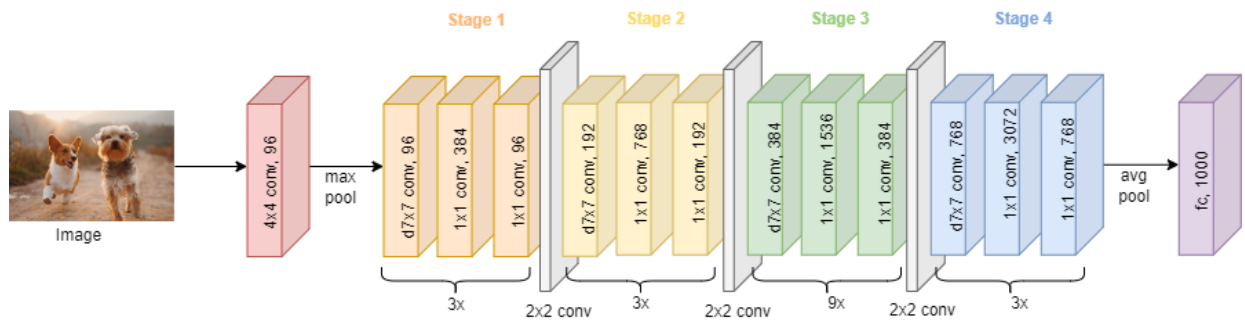 Stage 1
Stage 2
Stage 3
Stage 4
Image
4x4 conv, 96
max
pool
d7x7 conv, 96
1x1 conv, 384
1x1 conv, 96
3x
2x2 conv
d7x7 conv, 192
1x1 conv, 768
1x1 conv, 192
3x
2x2 conv
d7x7 conv, 384
1x1 conv, 1536
1x1 conv, 384
9x
2x2 conv
d7x7 conv, 768
1x1 conv, 3072
1x1 conv, 768
3x
avg
pool
fc, 1000